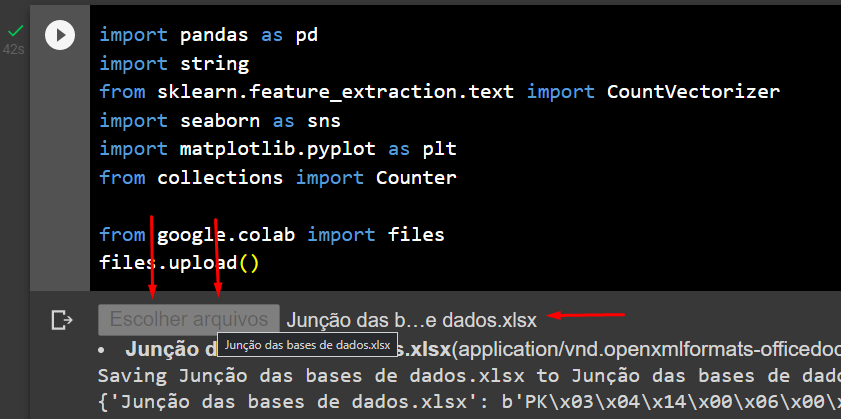 42s
import pandas as pd
import string
from sklearn.feature_extraction.text import CountVectorizer
import seaborn as sns
import matplotlib.pyplot as plt
from collections import Counter
from google.colab import files
files.upload()
Escolher arquivos Junção das b…e dados.xlsx
Junção das bases de dados.xlsx
Junção d s.xlsx(application/vnd.openxmlformats-officedoc
Saving Junção das bases de dados.xlsx to Junção das bases de dad
{'Junção das bases de dados.xlsx': b'PK\x03\x04\x14\x00\x06\x00\x